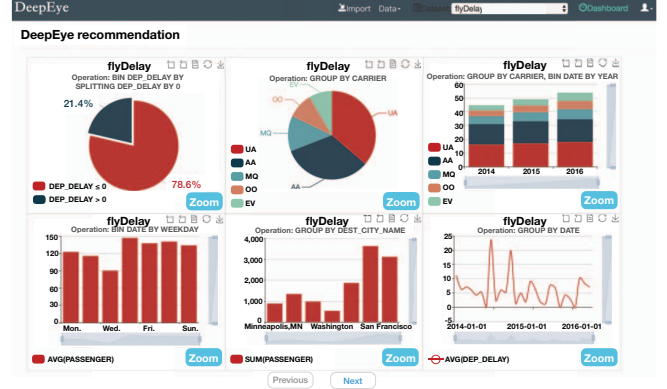 DeepEye
Import Data Dataset flyDelay Dashboard
DeepEye recommendation
flyDelay
Operation: BIN DEP_DELAY BY
SPLITTING DEP_DELAY BY 0
21.4%
78.6%
DEP_DELAY ≤ 0
DEP_DELAY > 0
Zoom
flyDelay
Operation: GROUP BY CARRIER
EV
OO
UA
MQ
AA
UA
AA
MQ
OO
EV
Zoom
flyDelay
Operation: GROUP BY CARRIER, BIN DATE BY YEAR
60
50
40
30
20
10
0
2014 2015 2016
UA
AA
MQ
OO
EV
Zoom
flyDelay
Operation: BIN DATE BY WEEKDAY
150
120
90
60
30
0
Mon. Wed. Fri. Sun.
AVG(PASSENGER)
Zoom
flyDelay
Operation: GROUP BY DEST_CITY_NAME
4,000
3,000
2,000
1,000
0
Minneapolis,MN Washington San Francisco
SUM(PASSENGER)
Zoom
flyDelay
Operation: GROUP BY DATE
25
20
15
10
5
0
-5
2014-01-01 2015-01-01 2016-01-01
AVG(DEP_DELAY)
Zoom
Previous Next